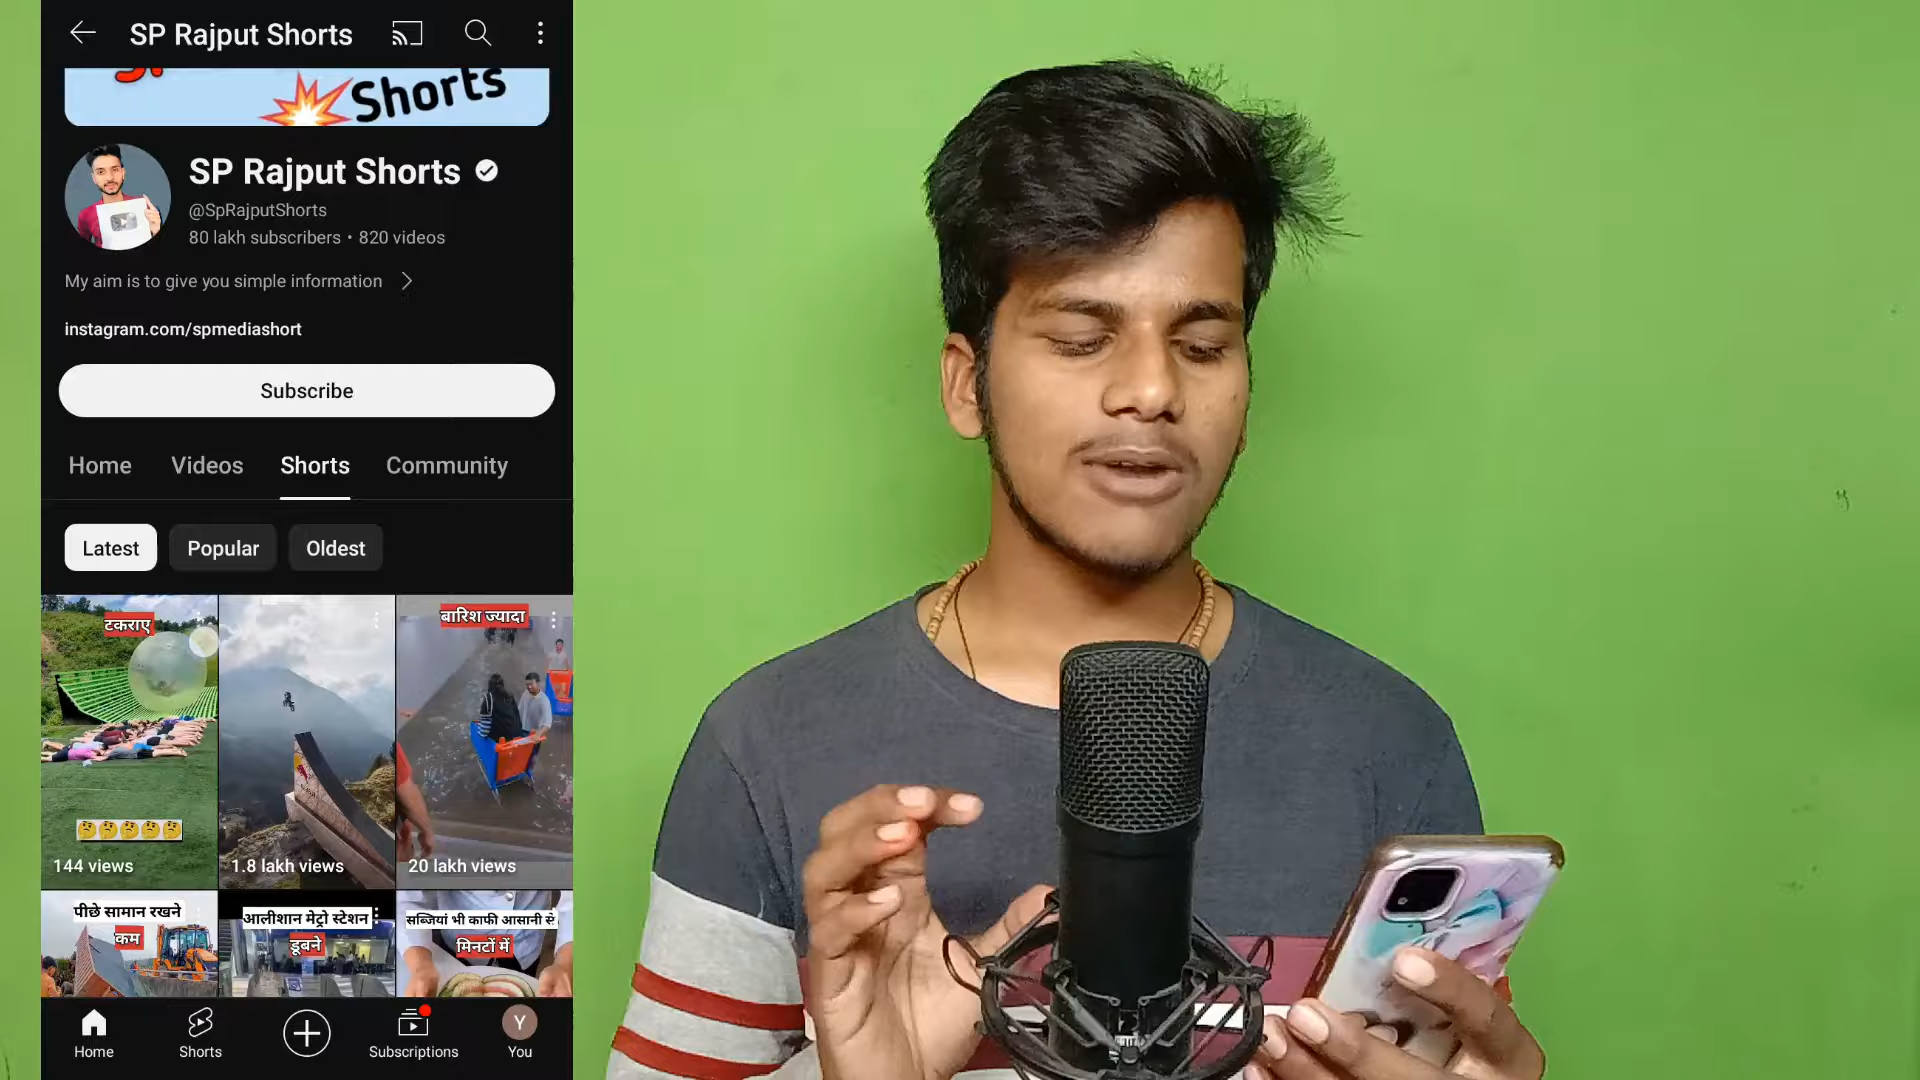 SP Rajput Shorts
Shorts
SP Rajput Shorts
@SpRajputShorts
80 lakh subscribers • 820 videos
My aim is to give you simple information
instagram.com/spmediashort
Subscribe
Home Videos Shorts Community
Latest Popular Oldest
टकराए
बारिश ज्यादा
144 views
1.8 lakh views
20 lakh views
पीछे सामान रखने
कम
आलीशान मेट्रो स्टेशन
डूबने
सब्जियां भी काफी आसानी से
मिनटों में
Home Shorts Subscriptions You
Y